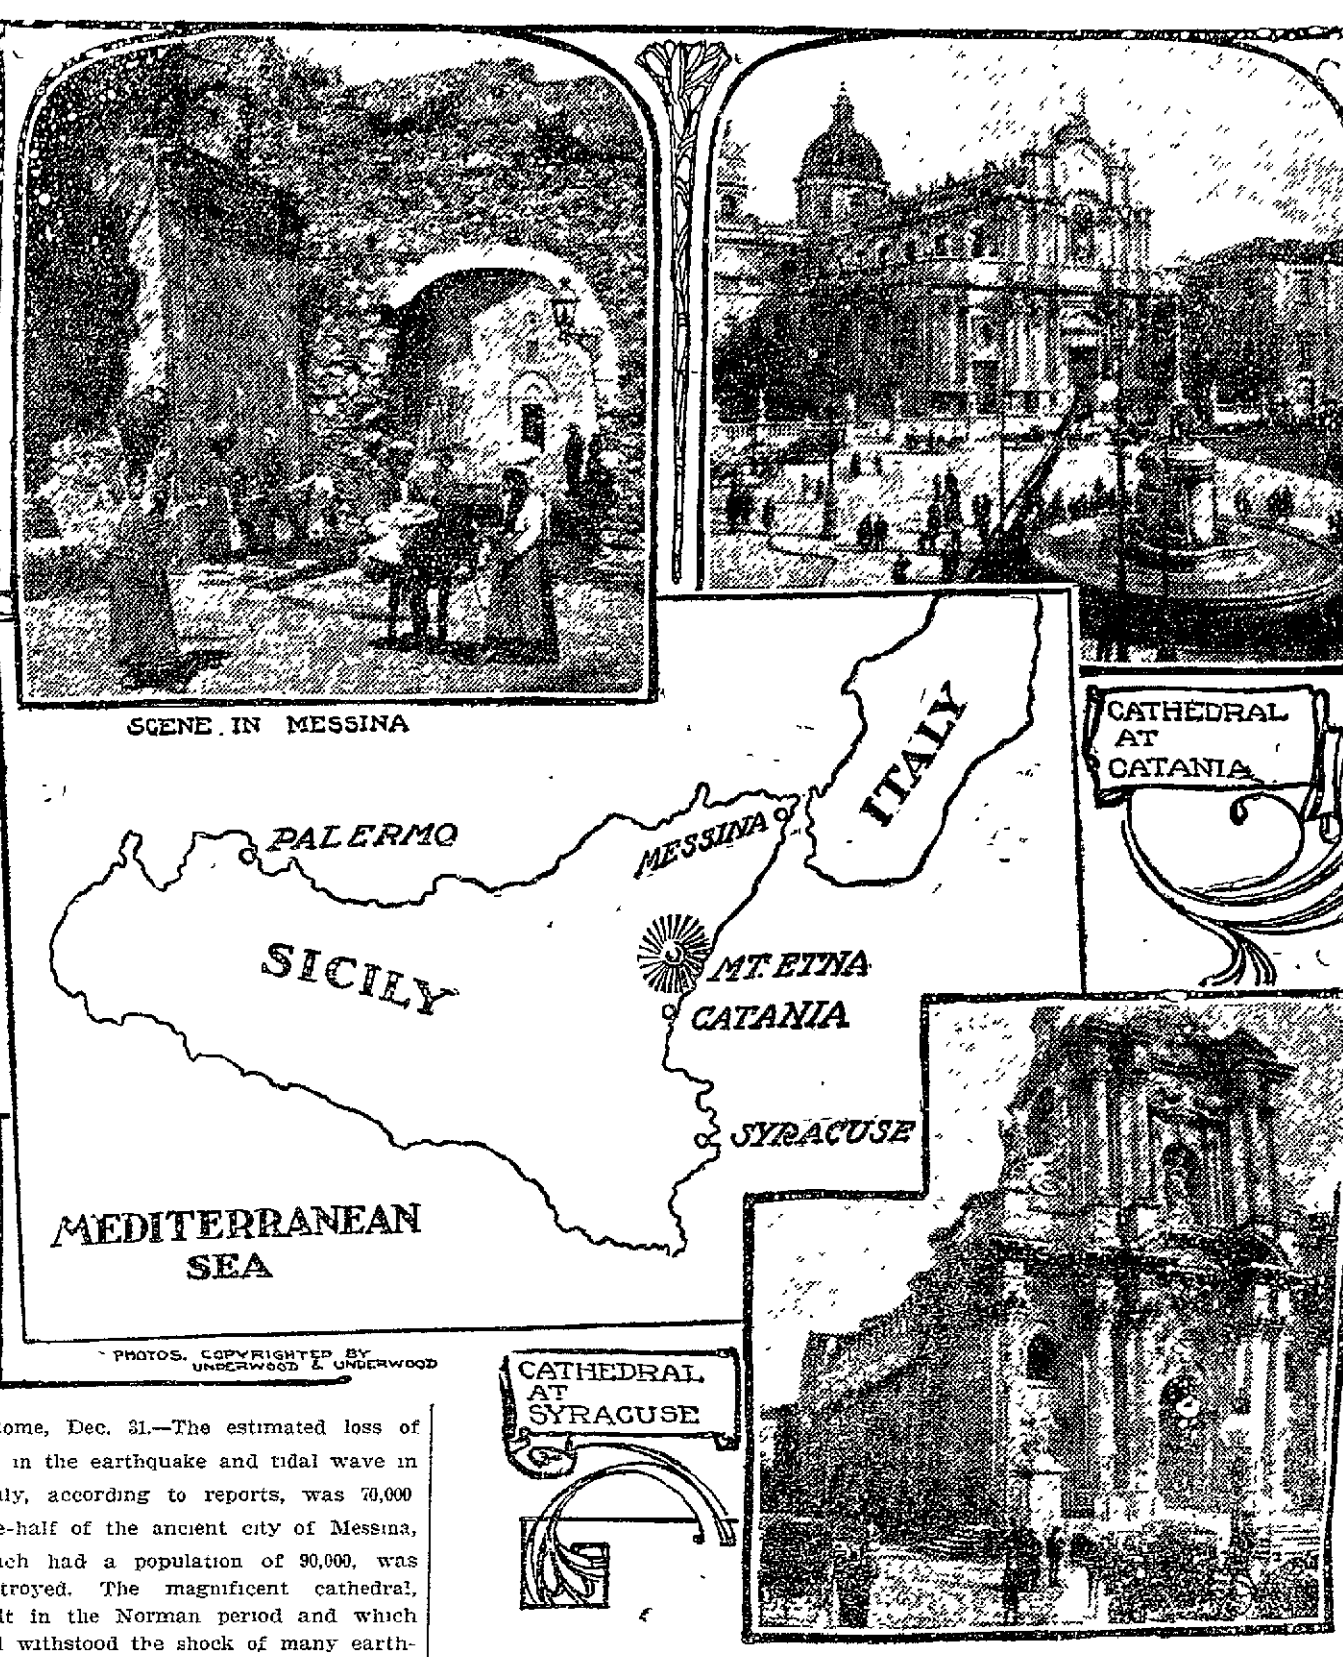 SCENE IN MESSINA
CATHEDRAL
AT
CATANIA
ITALY
PALERMO
MESSINA
SICILY
MT. ETNA
CATANIA
SYRACUSE
MEDITERRANEAN
SEA
PHOTOS. COPYRIGHTED BY
UNDERWOOD & UNDERWOOD
CATHEDRAL
AT
SYRACUSE
ome, Dec. 31.—The estimated loss of
in the earthquake and tidal wave in
ly, according to reports, was 70,000
e-half of the ancient city of Messina,
ch had a population of 90,000, was
troyed. The magnificent cathedral,
lt in the Norman period and which
withstood the shock of many earth-